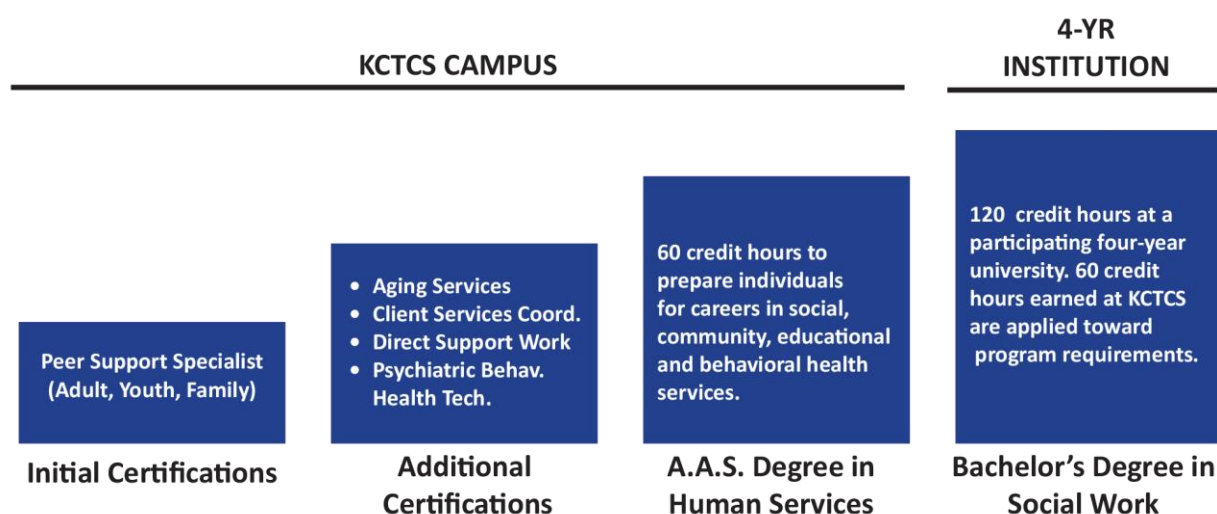 KCTCS CAMPUS
4-YR
INSTITUTION
Peer Support Specialist
(Adult, Youth, Family)
Initial Certifications
• Aging Services
• Client Services Coord.
• Direct Support Work
• Psychiatric Behav.
Health Tech.
Additional
Certifications
60 credit hours to
prepare individuals
for careers in social,
community, educational
and behavioral health
services.
A.A.S. Degree in
Human Services
120 credit hours at a
participating four-year
university. 60 credit
hours earned at KCTCS
are applied toward
program requirements.
Bachelor’s Degree in
Social Work